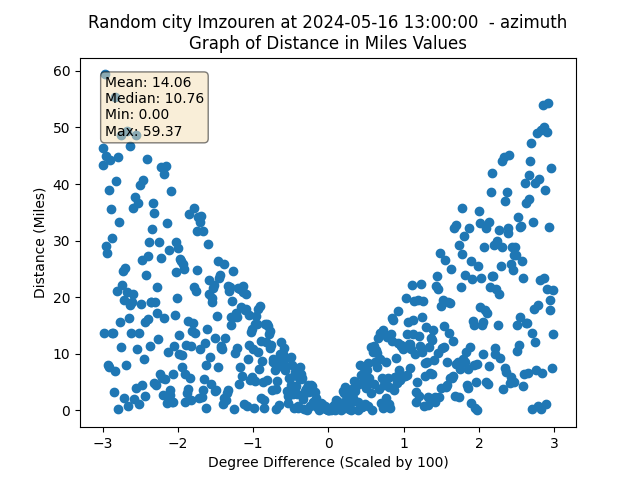 Random city Imzouren at 2024-05-16 13:00:00 - azimuth
Graph of Distance in Miles Values
Mean: 14.06
Median: 10.76
Min: 0.00
Max: 59.37
Distance (Miles)
60
50
40
30
20
10
0
−3
−2
−1
0
1
2
3
Degree Difference (Scaled by 100)